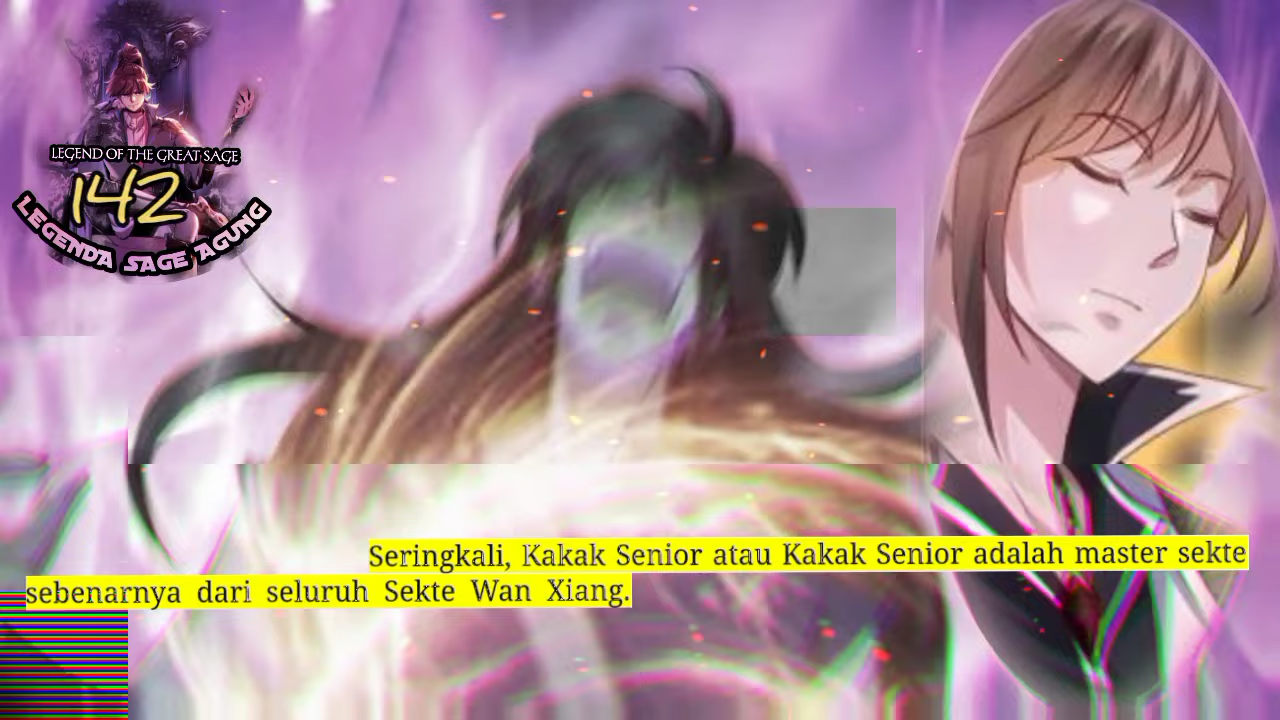 LEGEND OF THE GREAT SAGE
142
LEGENDA SAGE AGUNG
Seringkali, Kakak Senior atau Kakak Senior adalah master sekte
sebenarnya dari seluruh Sekte Wan Xiang.